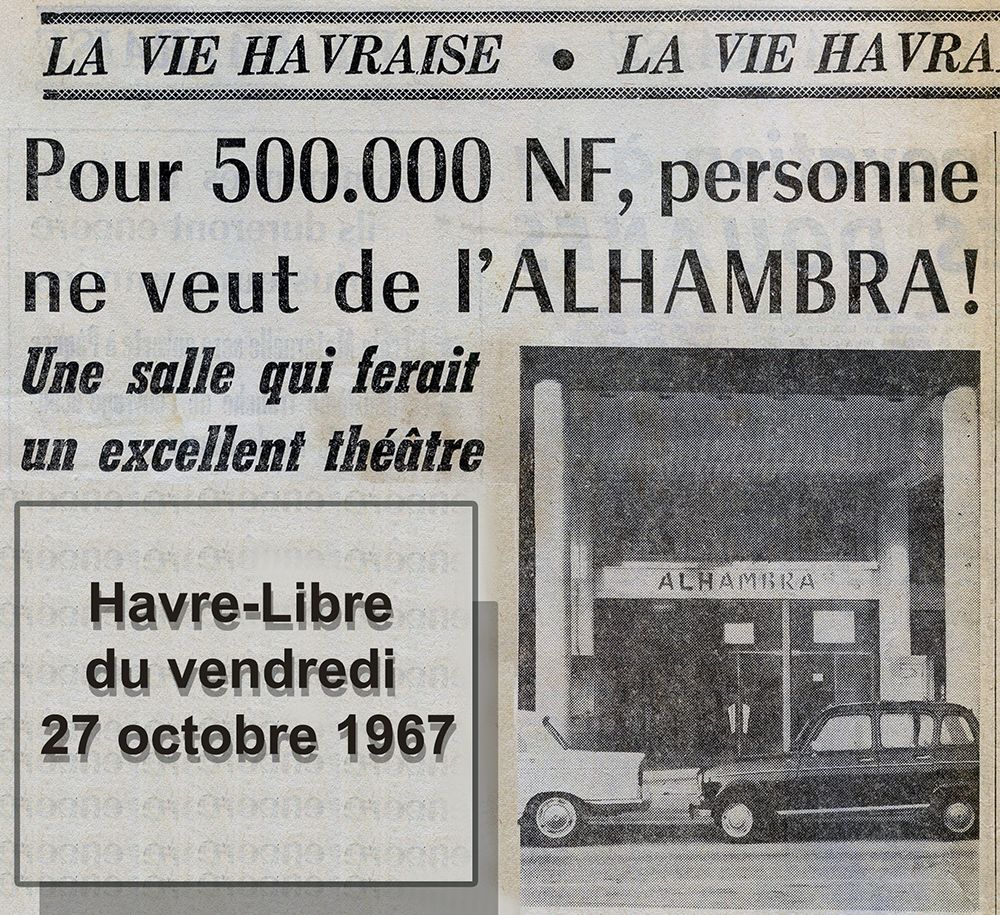 LA VIE HAVRAISE • LA VIE HAVRA
Pour 500.000 NF, personne
ne veut de l'ALHAMBRA!
Une salle qui ferait
un excellent théâtre
Havre-Libre
du vendredi
27 octobre 1967
ALHAMBRA